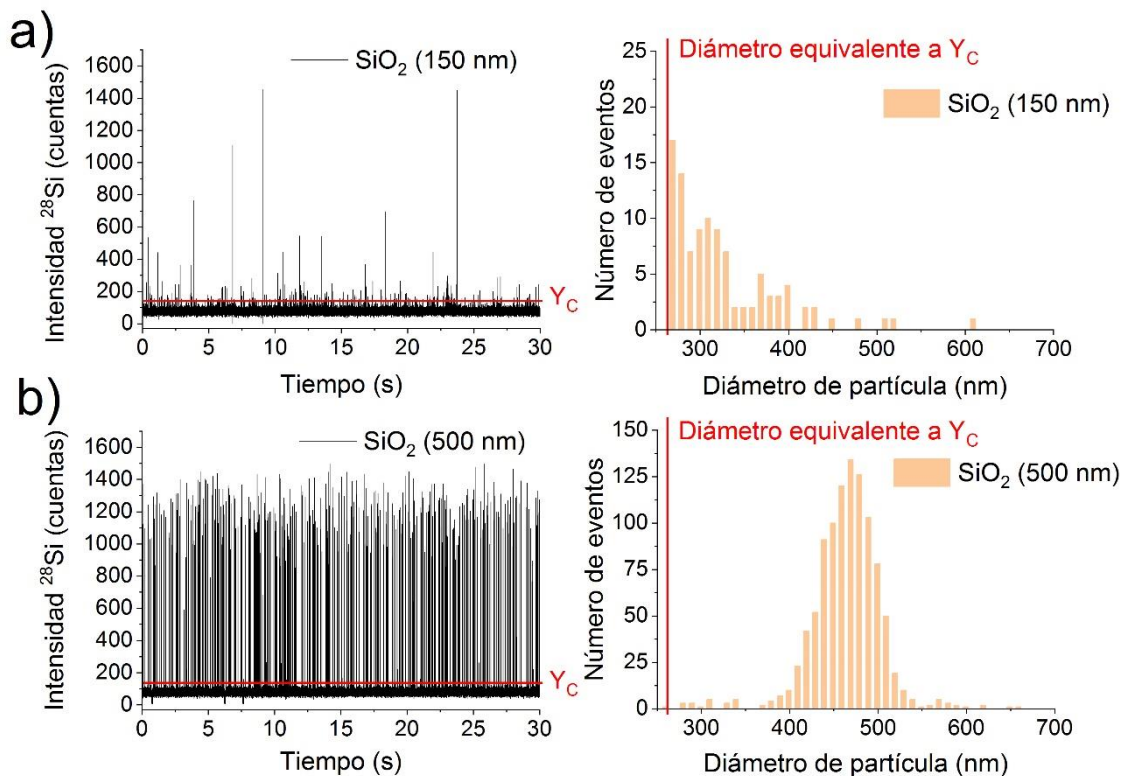 a)
SiO₂ (150 nm)
1600
1400
1200
1000
800
600
400
200
0
Y_C
0 5 10 15 20 25 30
Intensidad ²⁸Si (cuentas)
Tiempo (s)
Diámetro equivalente a Y_C
SiO₂ (150 nm)
25
20
15
10
5
0
300 400 500 600 700
Número de eventos
Diámetro de partícula (nm)
b)
SiO₂ (500 nm)
1600
1400
1200
1000
800
600
400
200
0
Y_C
0 5 10 15 20 25 30
Intensidad ²⁸Si (cuentas)
Tiempo (s)
Diámetro equivalente a Y_C
SiO₂ (500 nm)
150
125
100
75
50
25
0
300 400 500 600 700
Número de eventos
Diámetro de partícula (nm)